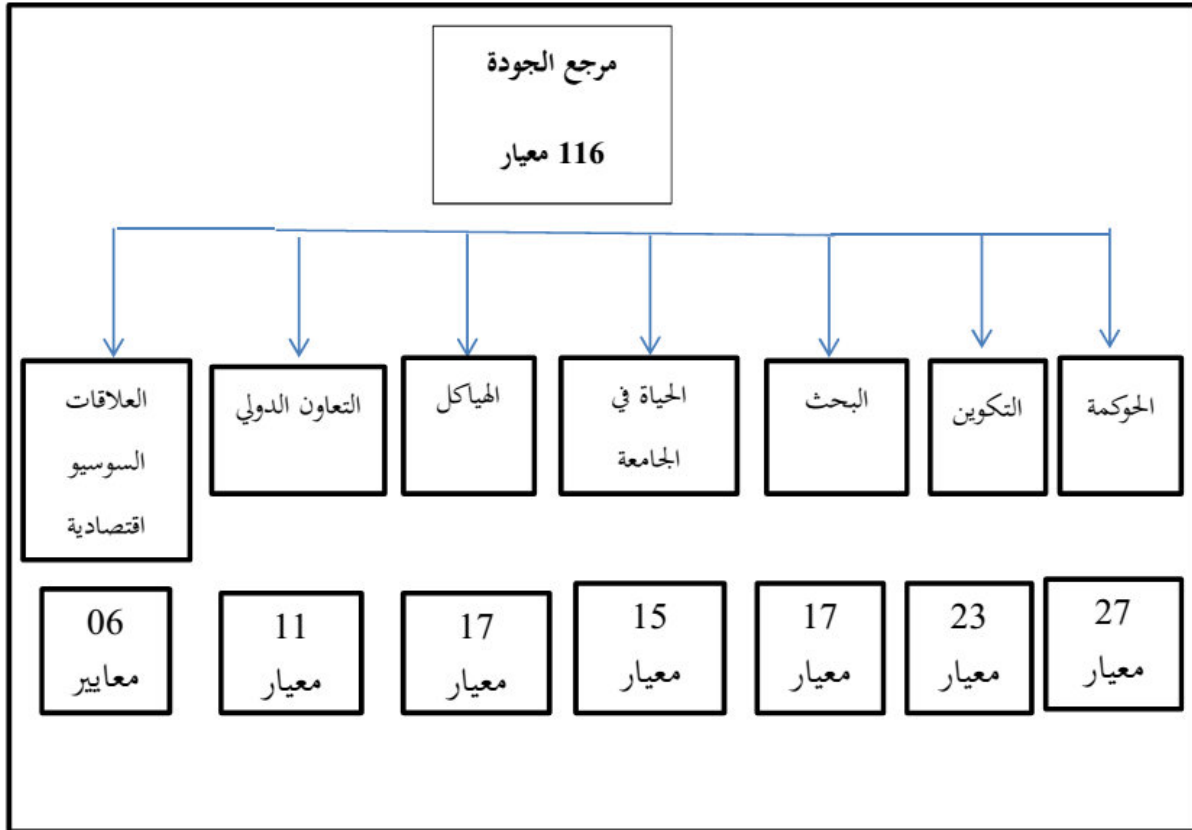 مرجع الجودة
116 معيار
الحوكمة
التكوين
البحث
الحياة في
الجامعة
الهياكل
التعاون الدولي
العلاقات
السوسيو
اقتصادية
27
معيار
23
معيار
17
معيار
15
معيار
17
معيار
11
معيار
06
معايير